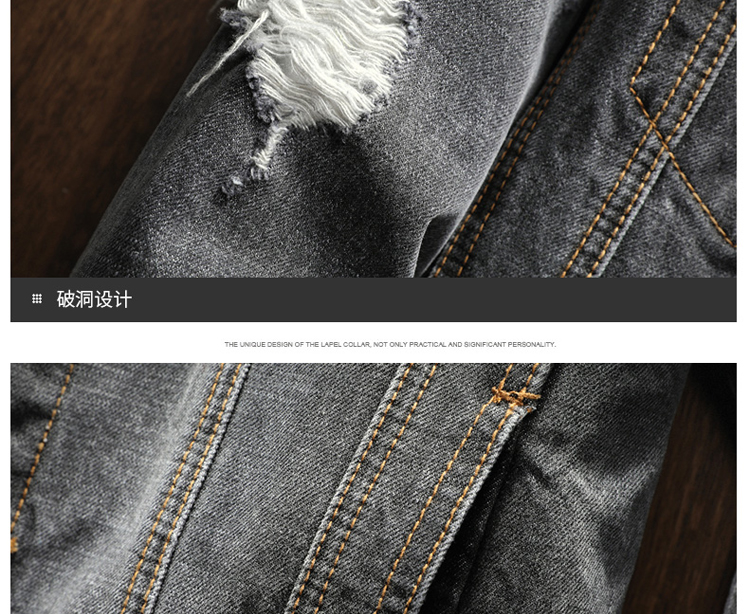 破洞设计
THE UNIQUE DESIGN OF THE LAPEL COLLAR, NOT ONLY PRACTICAL AND SIGNIFICANT PERSONALITY.